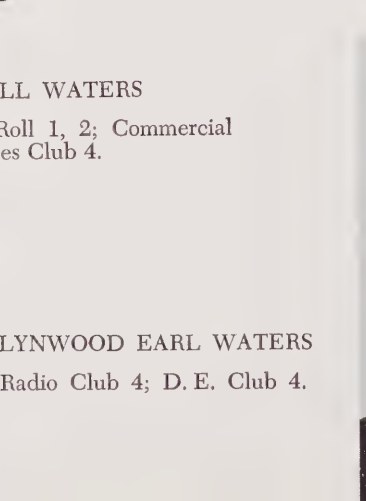 LL WATERS
Roll 1, 2; Commercial
es Club 4.
LYNWOOD EARL WATERS
Radio Club 4; D. E. Club 4.